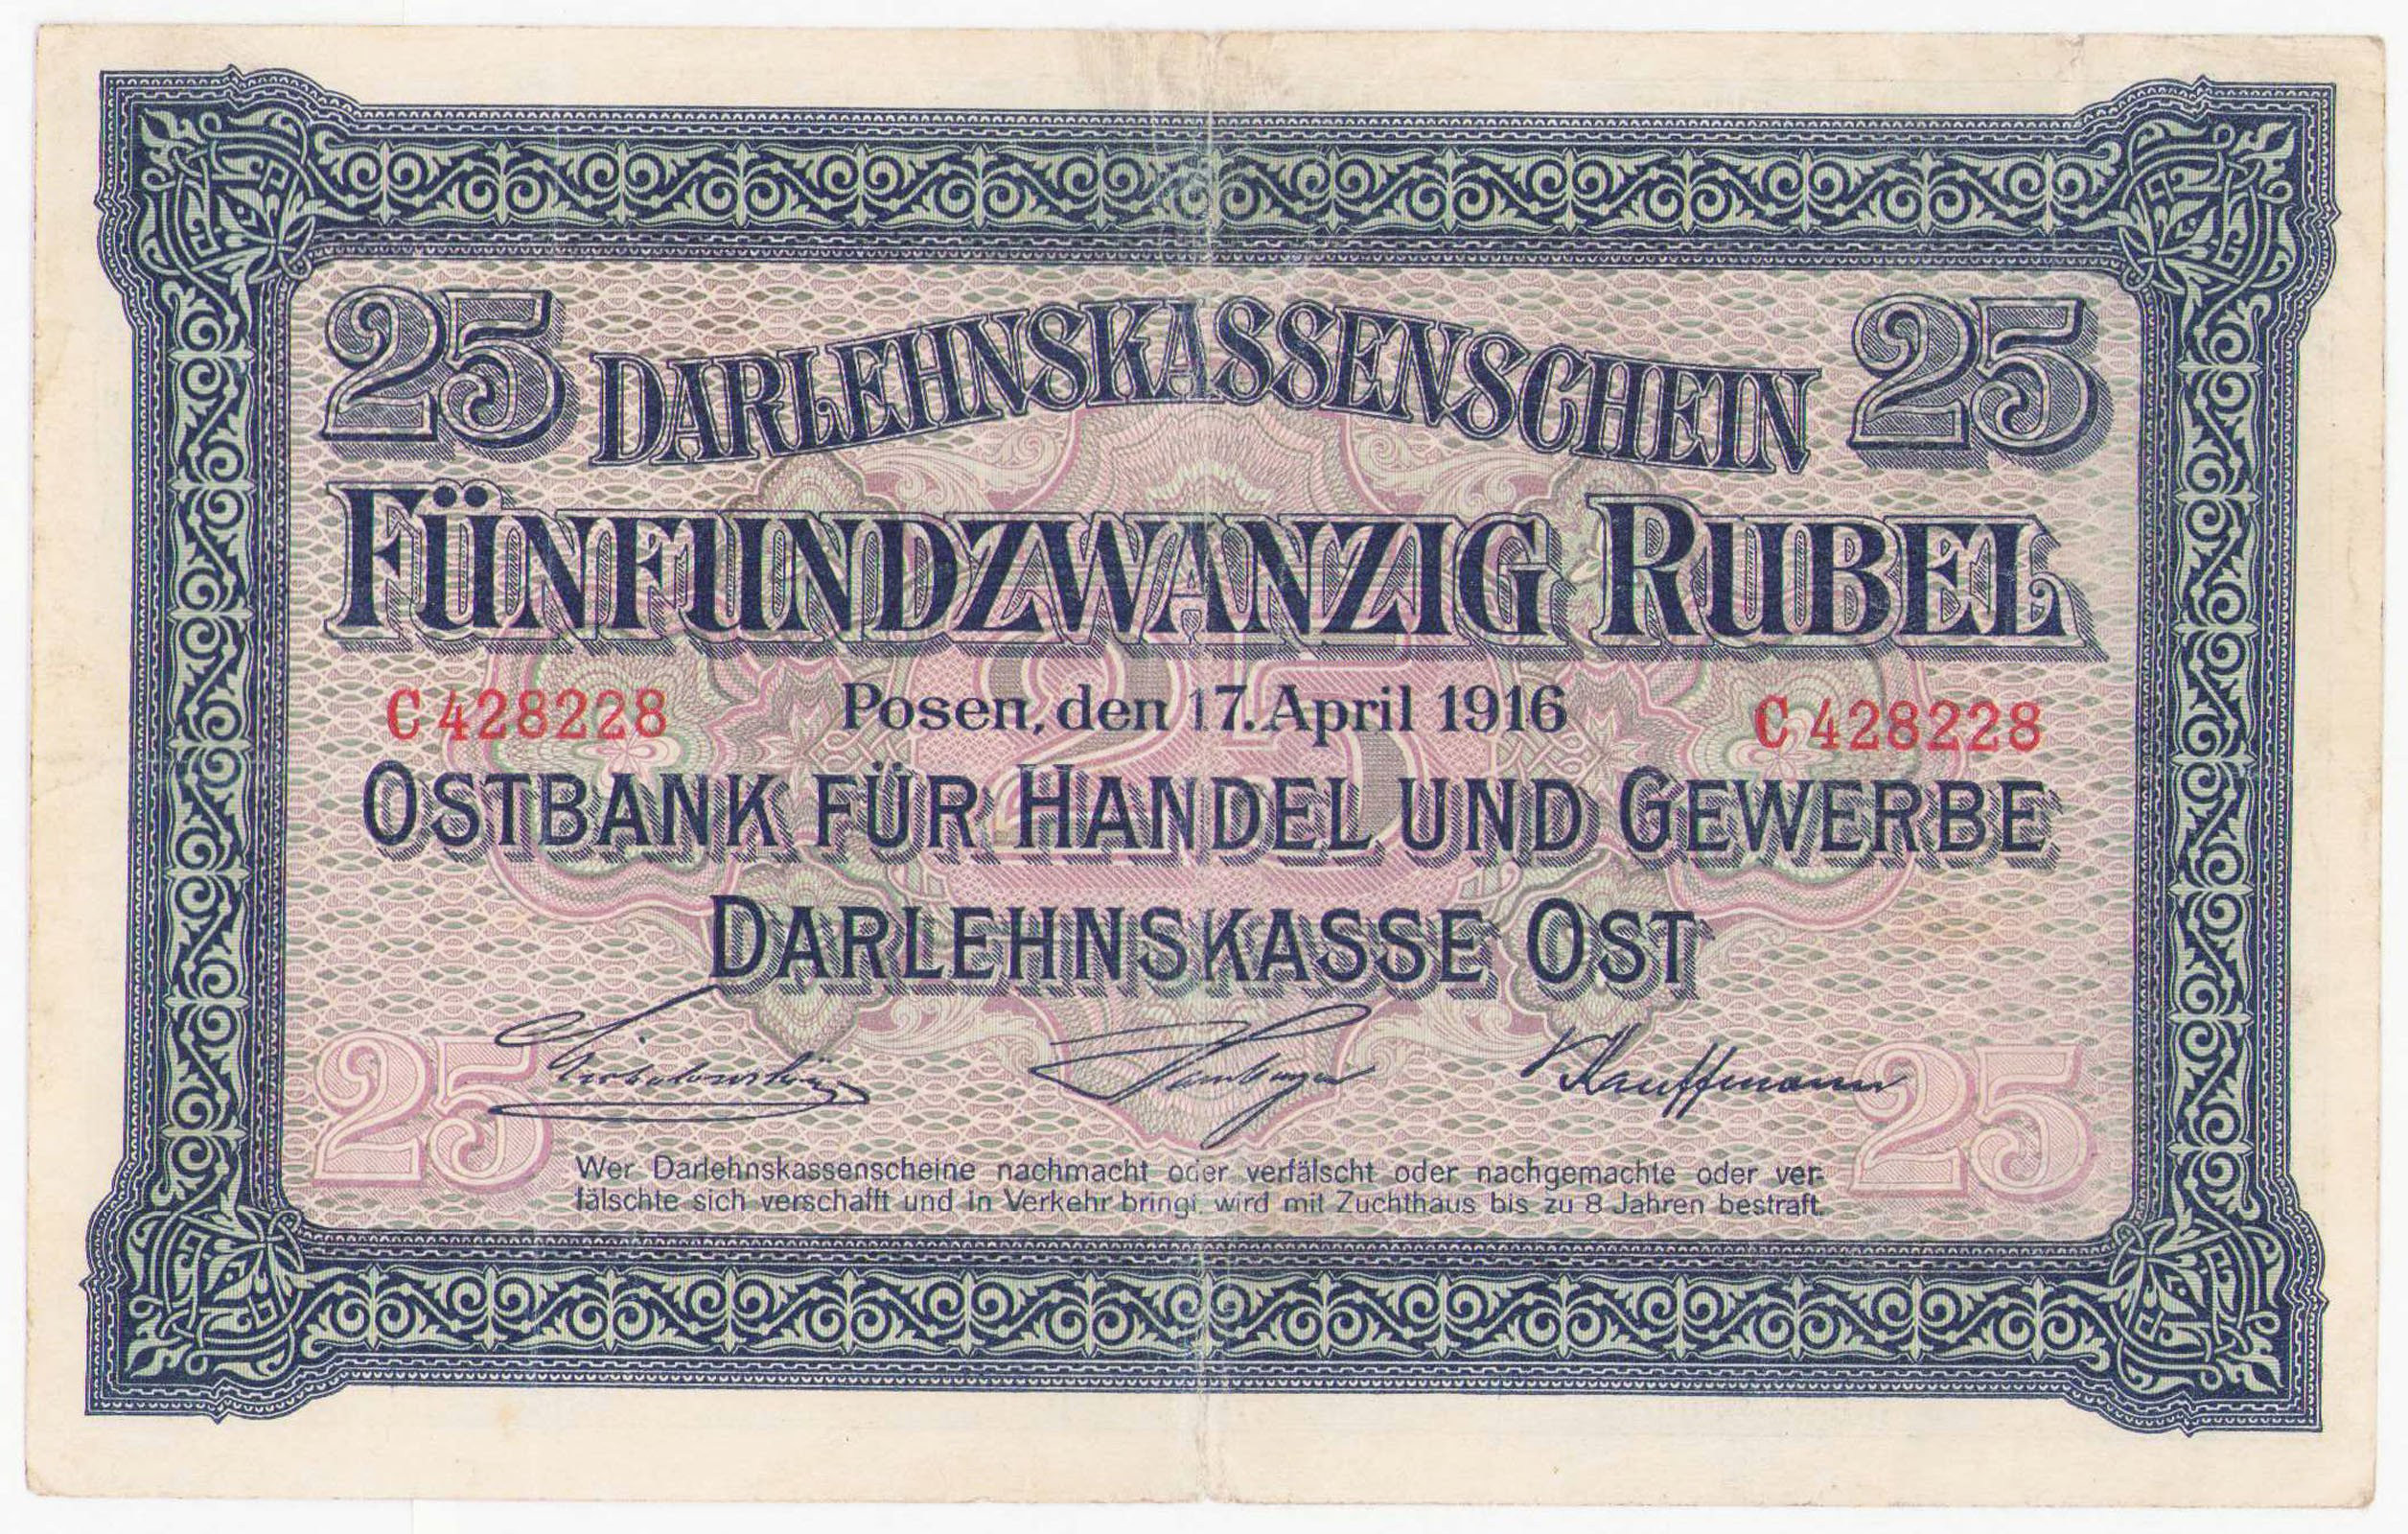 25 DARLEHNSKASSENSCHEIN 25
FÜNFUNDZWANZIG RUBEL
C 428228 Posen, den 17. April 1916 C 428228
25
OSTBANK FÜR HANDEL UND GEWERBE
DARLEHNSKASSE OST
Kauffmann
25 25
Wer Darlehnskassenscheine nachmacht oder verfälscht oder nachgemachte oder ver-
fälschte sich verschafft und in Verkehr bringt, wird mit Zuchthaus bis zu 8 Jahren bestraft.